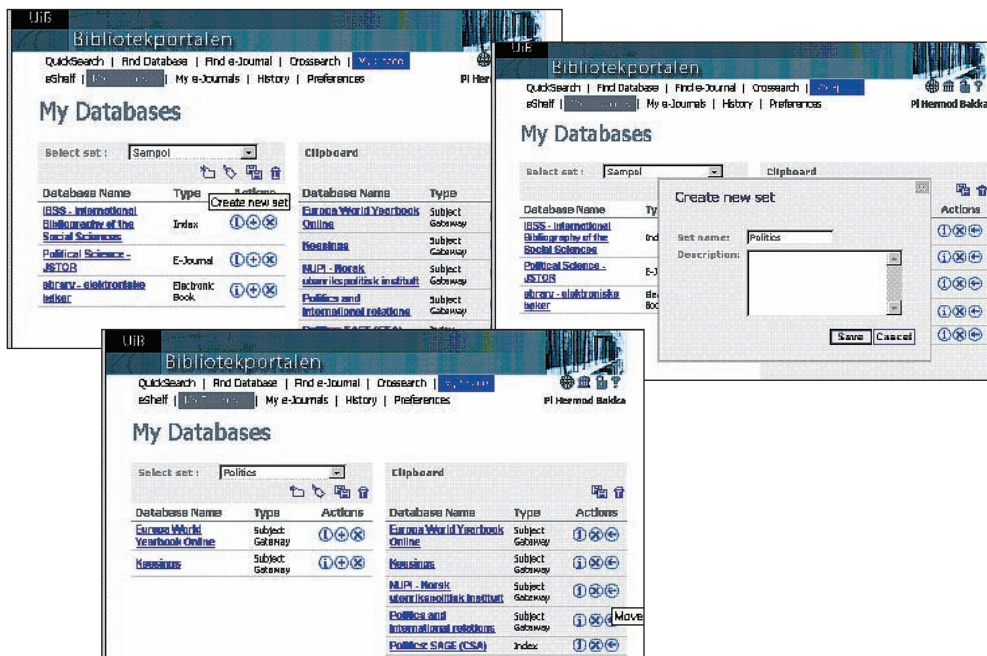 UiB
Bibliotekportalen
QuickSearch | Find Database | Find e-Journal | Crossearch |
eShelf | | My e-Journals | History | Preferences
My Databases
Select set : Sampol
Clipboard
Database Name Type Actions
Create new set
IBSS - International
Bibliography of the
Social Sciences
Index
Political Science -
JSTOR
E-Journal
ebrary - elektroniske
bøker
Electronic
Book
Database Name Type
Europa World Yearbook
Online
Subject
Gateway
Keesings
Subject
Gateway
NUPI - Norsk
utenrikspolitisk institutt
Subject
Gateway
Politics and
International relations
Subject
Gateway
Politics: SAGE (CSA) Index
UiB
Bibliotekportalen
QuickSearch | Find Database | Find e-Journal | Crossearch |
eShelf | | My e-Journals | History | Preferences
Pl Hermod Bakka
My Databases
Select set : Sampol
Clipboard
Database Name
Actions
IBSS - International
Bibliography of the
Social Sciences
Political Science -
JSTOR
ebrary - elektroniske
bøker
Create new set
Set name: Politics
Description:
Save Cancel
UiB
Bibliotekportalen
QuickSearch | Find Database | Find e-Journal | Crossearch |
eShelf | | My e-Journals | History | Preferences
Pl Hermod Bakka
My Databases
Select set : Politics
Clipboard
Database Name Type Actions
Europa World
Yearbook Online
Subject
Gateway
Keesings
Subject
Gateway
Database Name Type Actions
Europa World Yearbook
Online
Subject
Gateway
Keesings
Subject
Gateway
NUPI - Norsk
utenrikspolitisk institutt
Subject
Gateway
Politics and
International relations
Subject
Gateway
Move
Politics: SAGE (CSA) Index